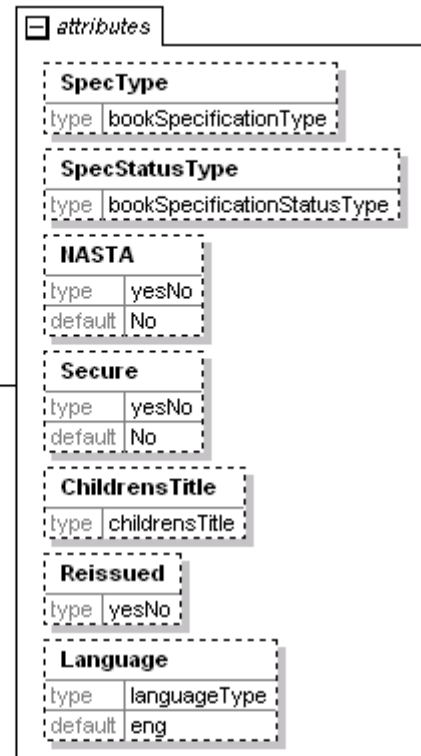 attributes
SpecType
type bookSpecificationType
SpecStatusType
type bookSpecificationStatusType
NASTA
type yesNo
default No
Secure
type yesNo
default No
ChildrensTitle
type childrensTitle
Reissued
type yesNo
Language
type languageType
default eng